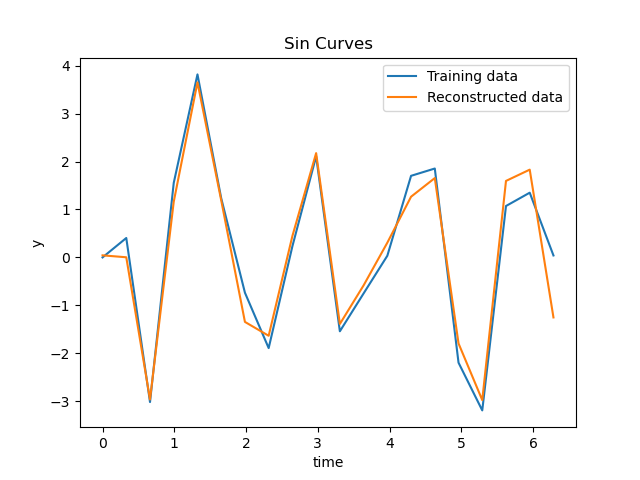 Sin Curves
Training data
Reconstructed data
4
3
2
1
0
−1
−2
−3
y
0 1 2 3 4 5 6
time